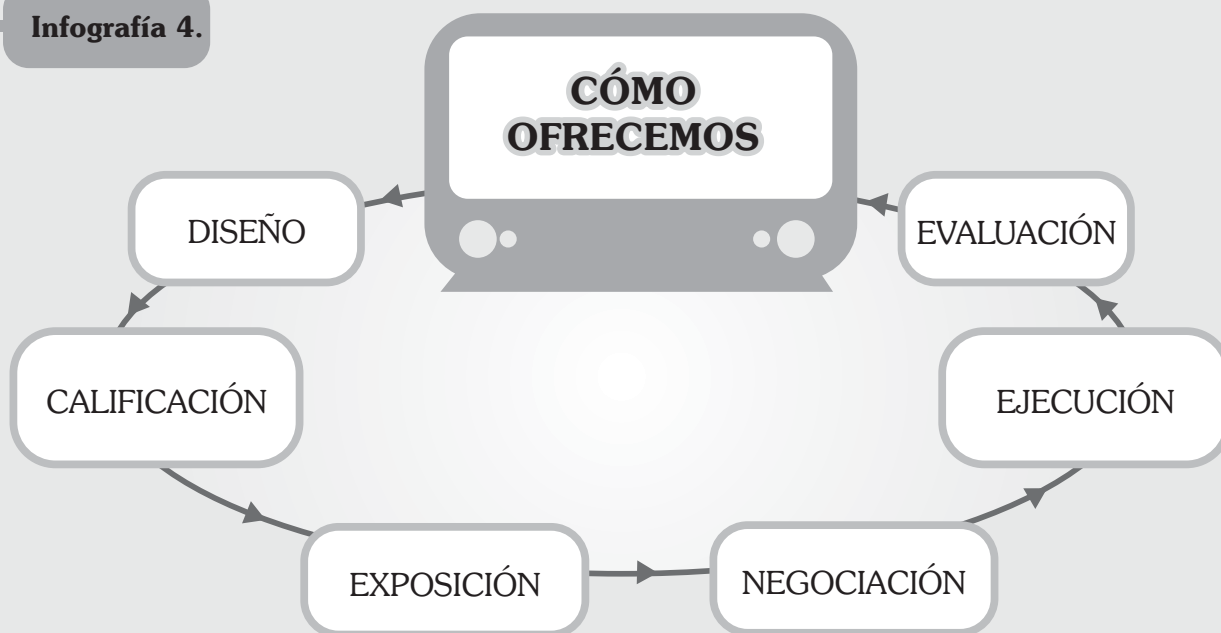 Infografía 4.
CÓMO
OFRECEMOS
DISEÑO
CALIFICACIÓN
EXPOSICIÓN
NEGOCIACIÓN
EJECUCIÓN
EVALUACIÓN